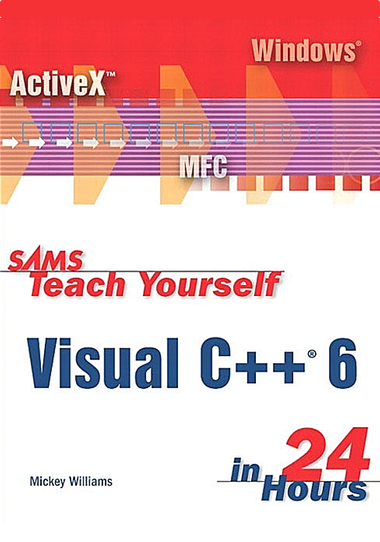 Windows®
ActiveX™
MFC
SAMS
Teach Yourself
Visual C++® 6
in 24
Hours
Mickey Williams